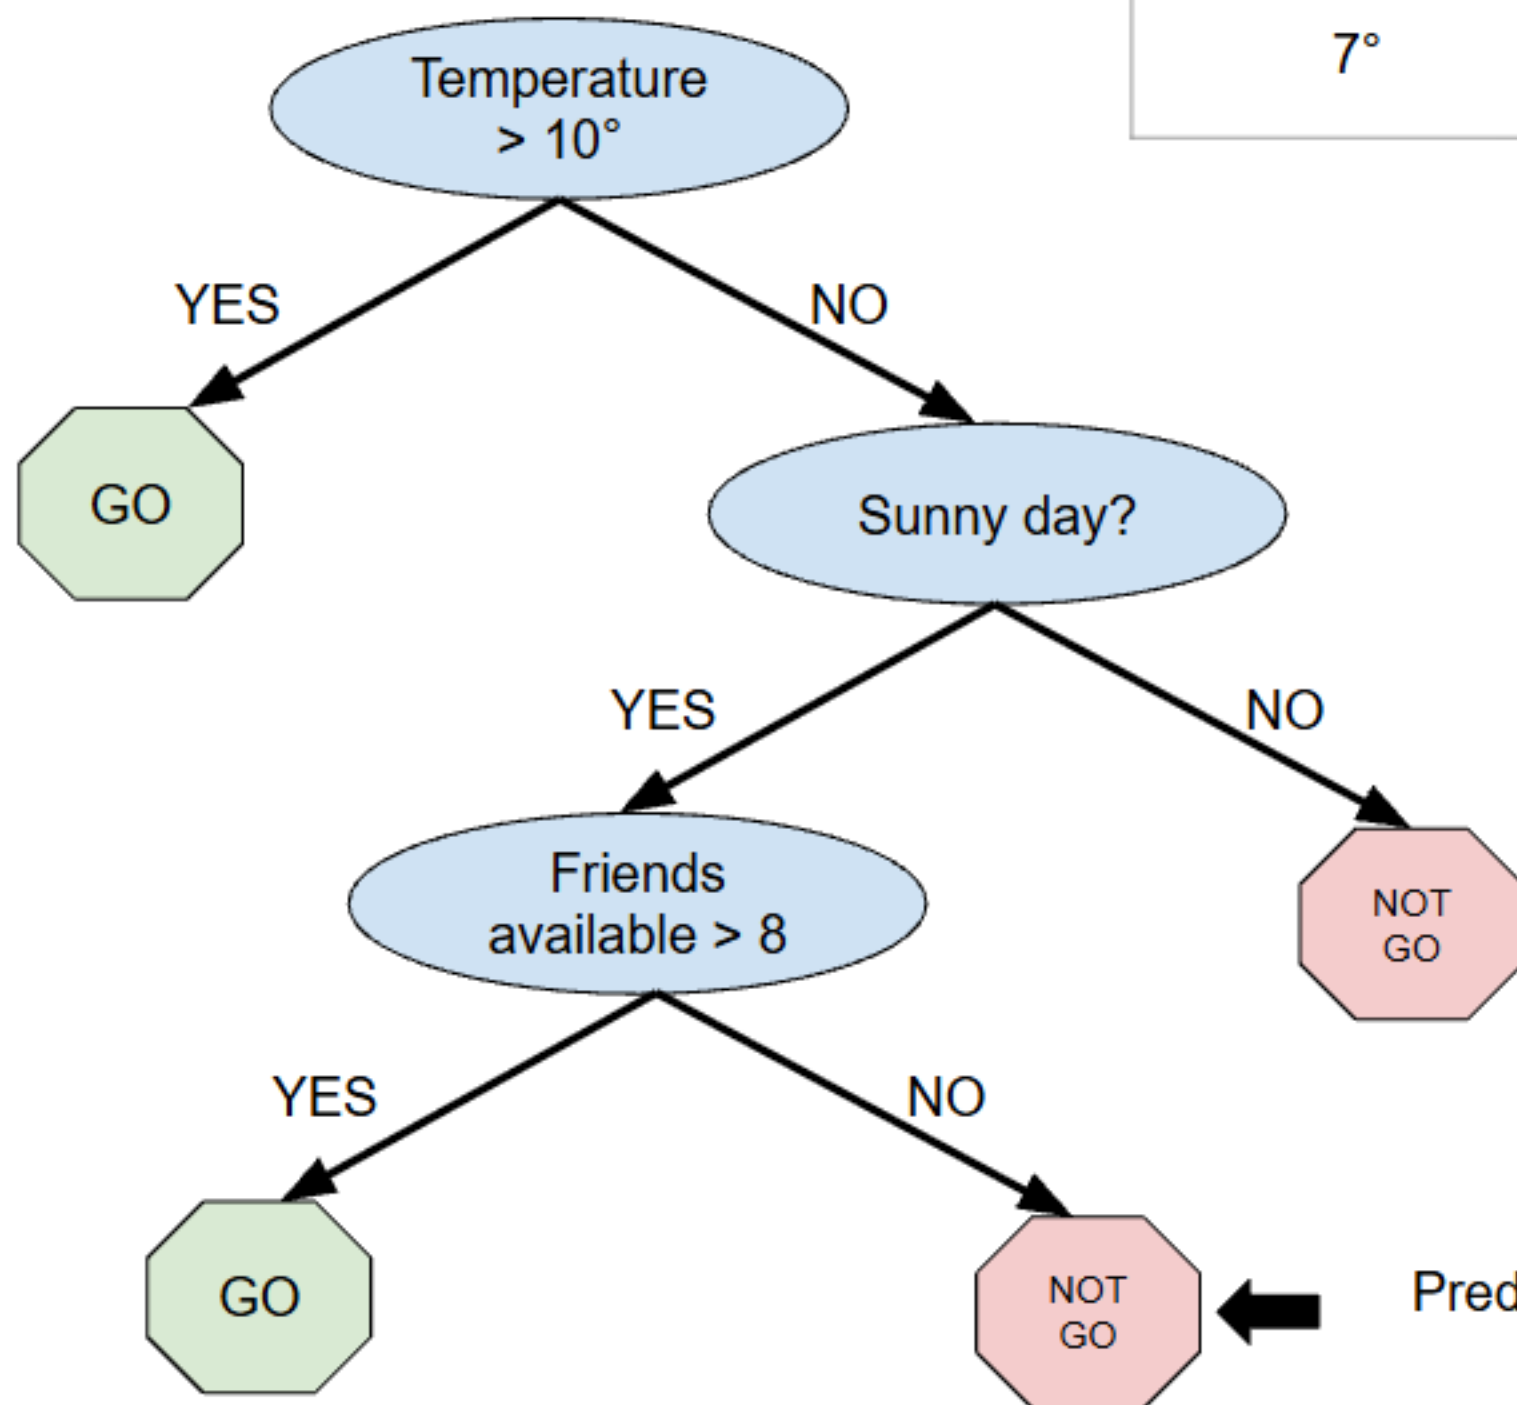 Temperature
> 10°
7°
YES
NO
GO
Sunny day?
YES
NO
Friends
available > 8
NOT
GO
YES
NO
GO
NOT
GO
Pred